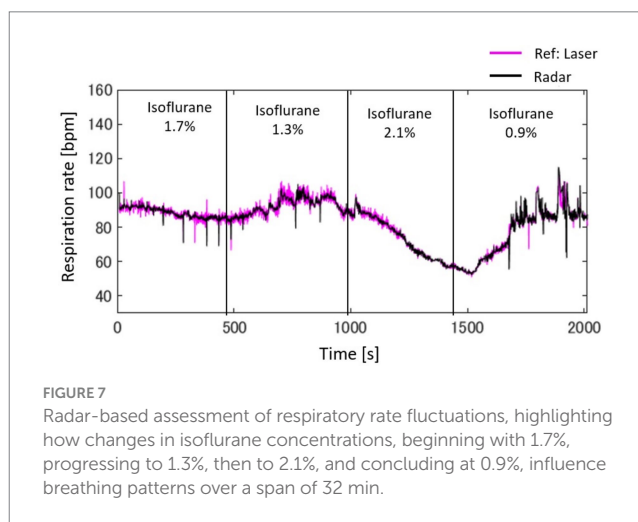 Ref: Laser
Radar
160
140
120
100
80
60
40
Respiration rate [bpm]
Isoflurane
1.7%
Isoflurane
1.3%
Isoflurane
2.1%
Isoflurane
0.9%
0
500
1000
1500
2000
Time [s]
FIGURE 7
Radar-based assessment of respiratory rate fluctuations, highlighting
how changes in isoflurane concentrations, beginning with 1.7%,
progressing to 1.3%, then to 2.1%, and concluding at 0.9%, influence
breathing patterns over a span of 32 min.